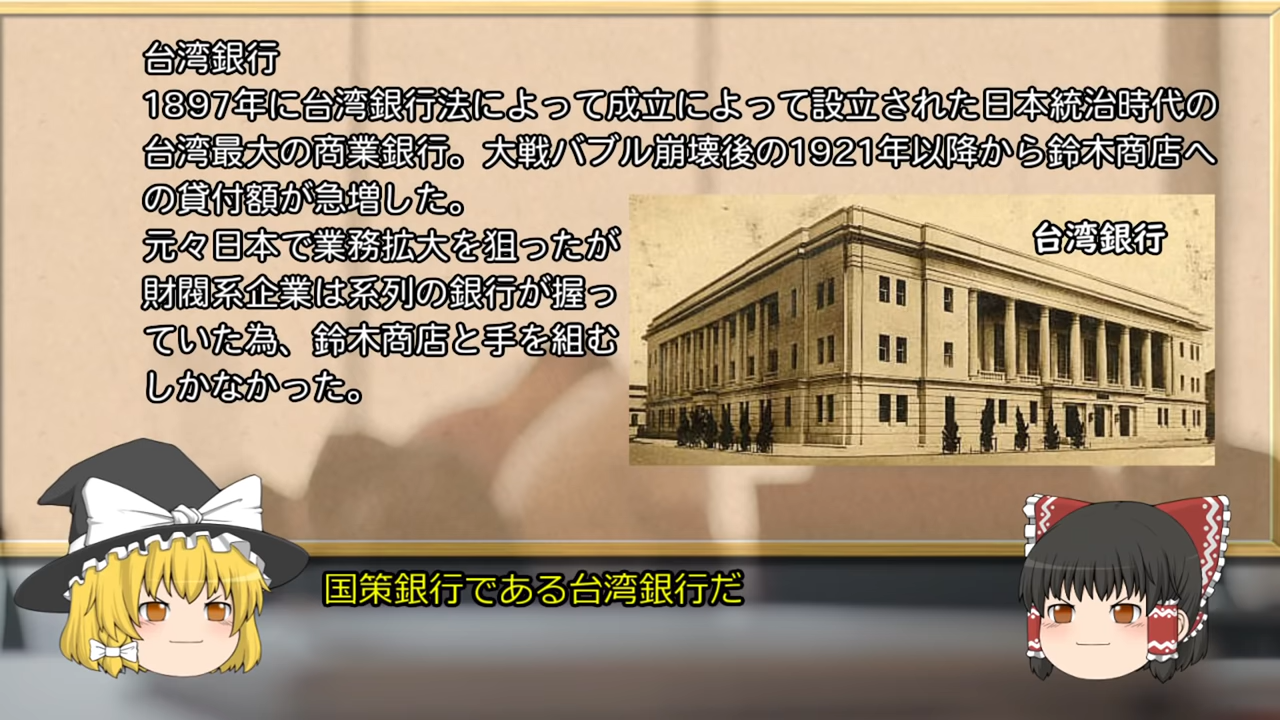 台湾銀行
1897年に台湾銀行法によって成立によって設立された日本統治時代の
台湾最大の商業銀行。大戦バブル崩壊後の1921年以降から鈴木商店へ
の貸付額が急増した。
元々日本で業務拡大を狙ったが
財閥系企業は系列の銀行が握っ
ていた為、鈴木商店と手を組む
しかなかった。
台湾銀行
国策銀行である台湾銀行だ